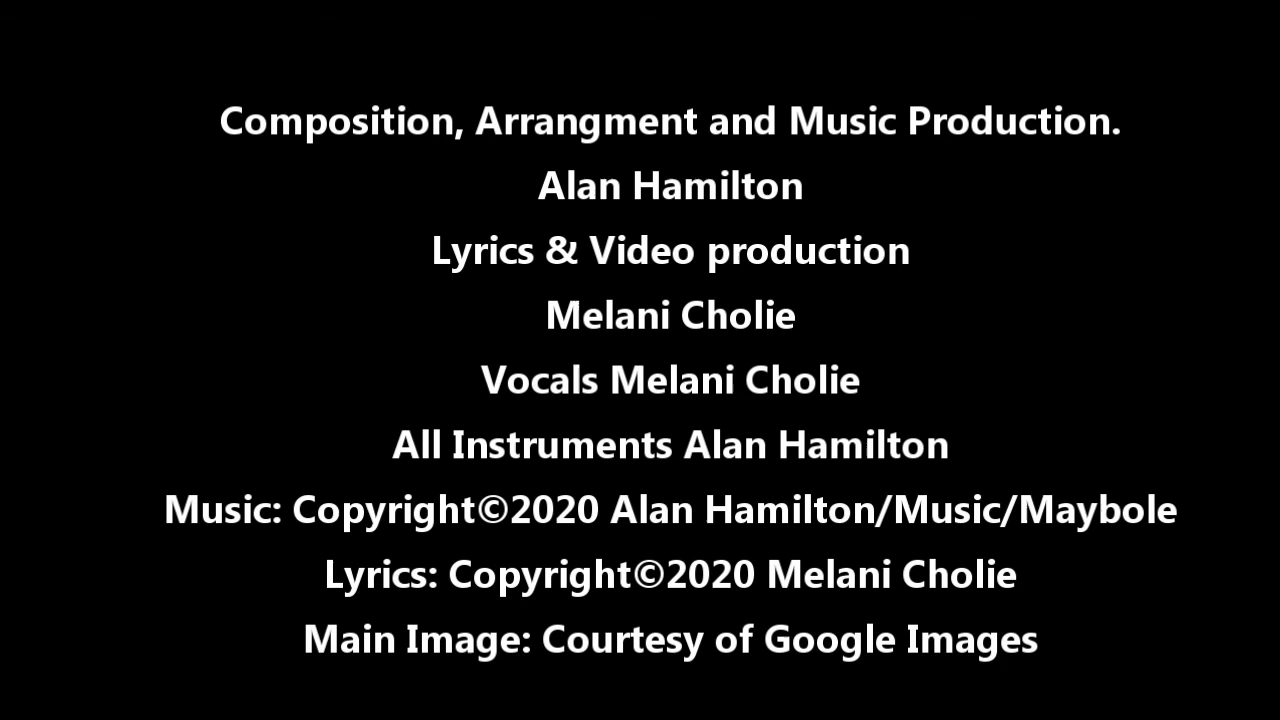 Composition, Arrangment and Music Production.
Alan Hamilton
Lyrics & Video production
Melani Cholie
Vocals Melani Cholie
All Instruments Alan Hamilton
Music: Copyright©2020 Alan Hamilton/Music/Maybole
Lyrics: Copyright©2020 Melani Cholie
Main Image: Courtesy of Google Images